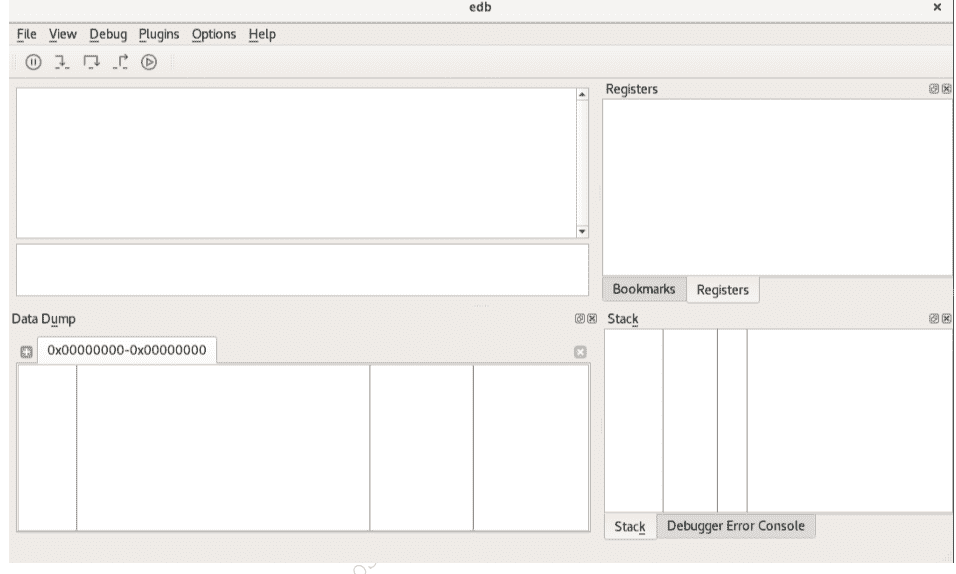 edb
File View Debug Plugins Options Help
Registers
Bookmarks Registers
Data Dump
0x00000000-0x00000000
Stack
Stack Debugger Error Console